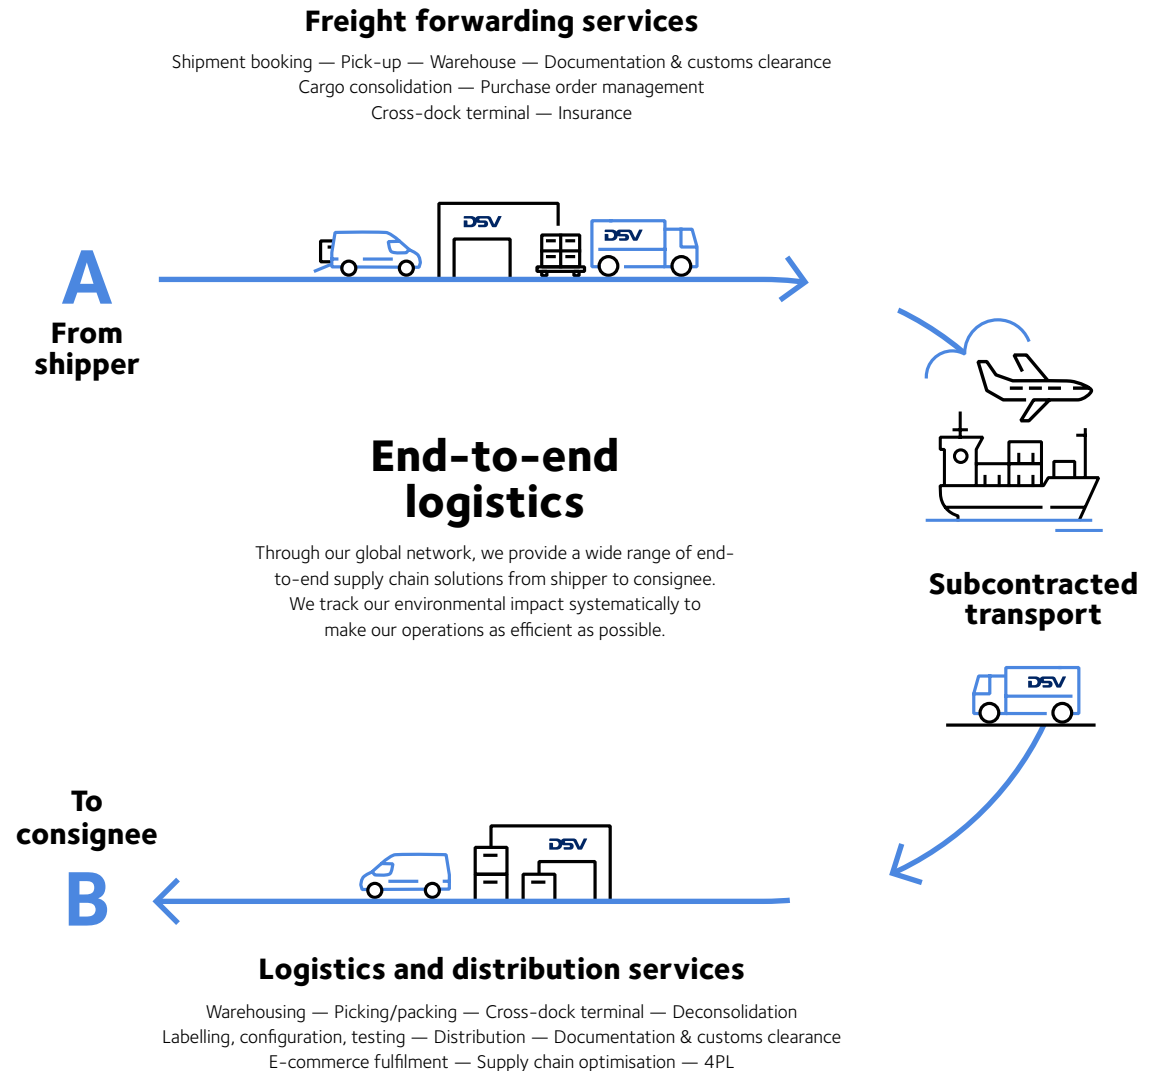 Freight forwarding services
Shipment booking — Pick-up — Warehouse — Documentation & customs clearance
Cargo consolidation — Purchase order management
Cross-dock terminal — Insurance
DSV
DSV
A
From
shipper
End-to-end
logistics
Through our global network, we provide a wide range of end-
to-end supply chain solutions from shipper to consignee.
We track our environmental impact systematically to
make our operations as efficient as possible.
Subcontracted
transport
DSV
To
consignee
B
DSV
Logistics and distribution services
Warehousing — Picking/packing — Cross-dock terminal — Deconsolidation
Labelling, configuration, testing — Distribution — Documentation & customs clearance
E-commerce fulfilment — Supply chain optimisation — 4PL